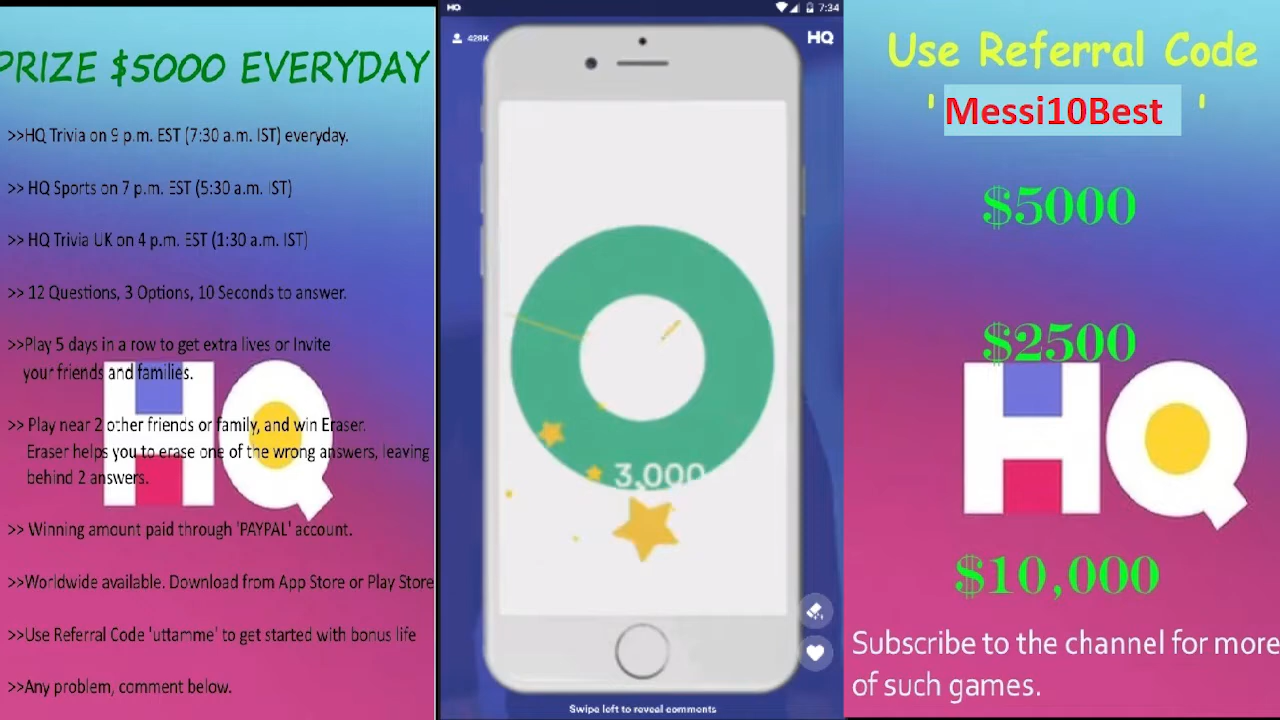 PRIZE $5000 EVERYDAY
>>HQ Trivia on 9 p.m. EST (7:30 a.m. IST) everyday.
>> HQ Sports on 7 p.m. EST (5:30 a.m. IST)
>> HQ Trivia UK on 4 p.m. EST (1:30 a.m. IST)
>> 12 Questions, 3 Options, 10 Seconds to answer.
>>Play 5 days in a row to get extra lives or Invite
your friends and families.
>> Play near 2 other friends or family, and win Eraser.
Eraser helps you to erase one of the wrong answers, leaving
behind 2 answers.
HQ
>> Winning amount paid through 'PAYPAL' account.
>>Worldwide available. Download from App Store or Play Store
>>Use Referral Code 'uttamme' to get started with bonus life
>>Any problem, comment below.
HQ
7:34
429K
HQ
3,000
Swipe left to reveal comments
Use Referral Code
' Messi10Best '
$5000
$2500
HQ
$10,000
Subscribe to the channel for more
of such games.